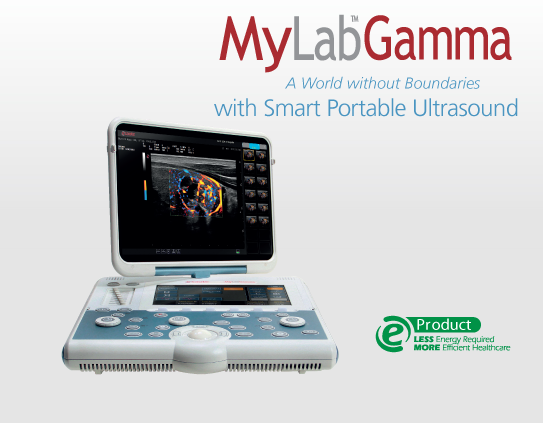 MyLab™Gamma
A World without Boundaries
with Smart Portable Ultrasound
e Product
LESS Energy Required
MORE Efficient Healthcare